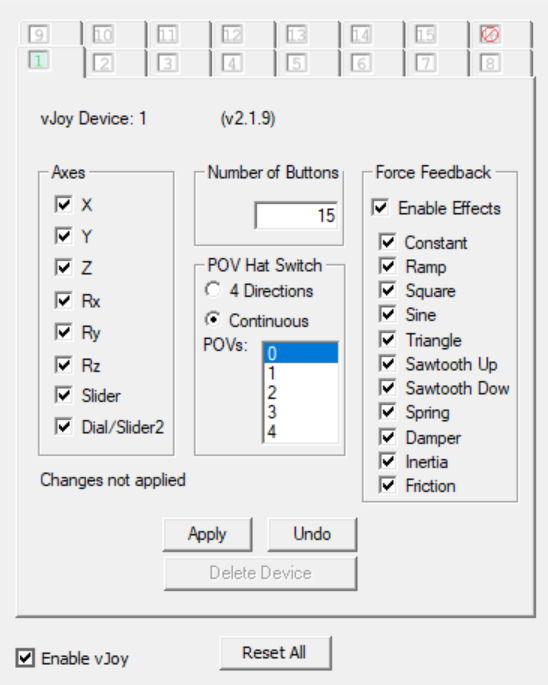 9 10 11 12 13 14 15
1 2 3 4 5 6 7 8
vJoy Device: 1 (v2.1.9)
Axes
X
Y
Z
Rx
Ry
Rz
Slider
Dial/Slider2
Number of Buttons
15
POV Hat Switch
4 Directions
Continuous
POVs:
0
1
2
3
4
Force Feedback
Enable Effects
Constant
Ramp
Square
Sine
Triangle
Sawtooth Up
Sawtooth Dow
Spring
Damper
Inertia
Friction
Changes not applied
Apply Undo
Delete Device
Enable vJoy Reset All